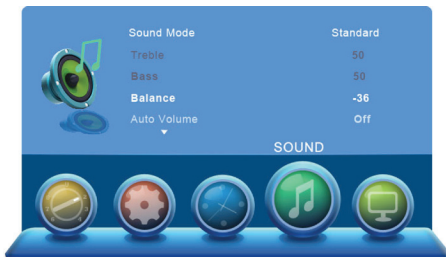 Sound Mode Standard
Treble 50
Bass 50
Balance -36
Auto Volume Off
SOUND